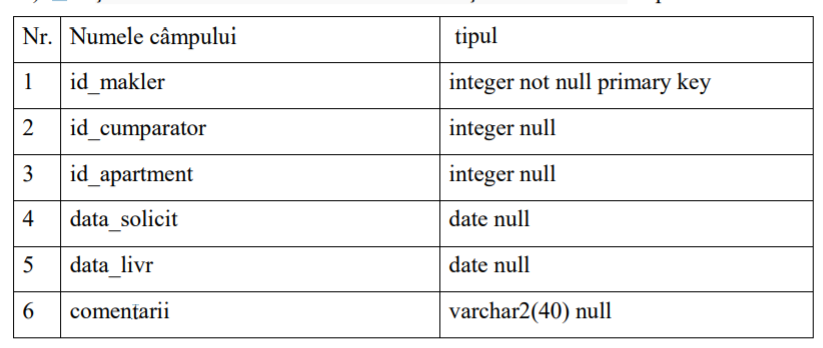 Nr. Numele câmpului tipul
1 id_makler integer not null primary key
2 id_cumparator integer null
3 id_apartment integer null
4 data_solicit date null
5 data_livr date null
6 comentarii varchar2(40) null